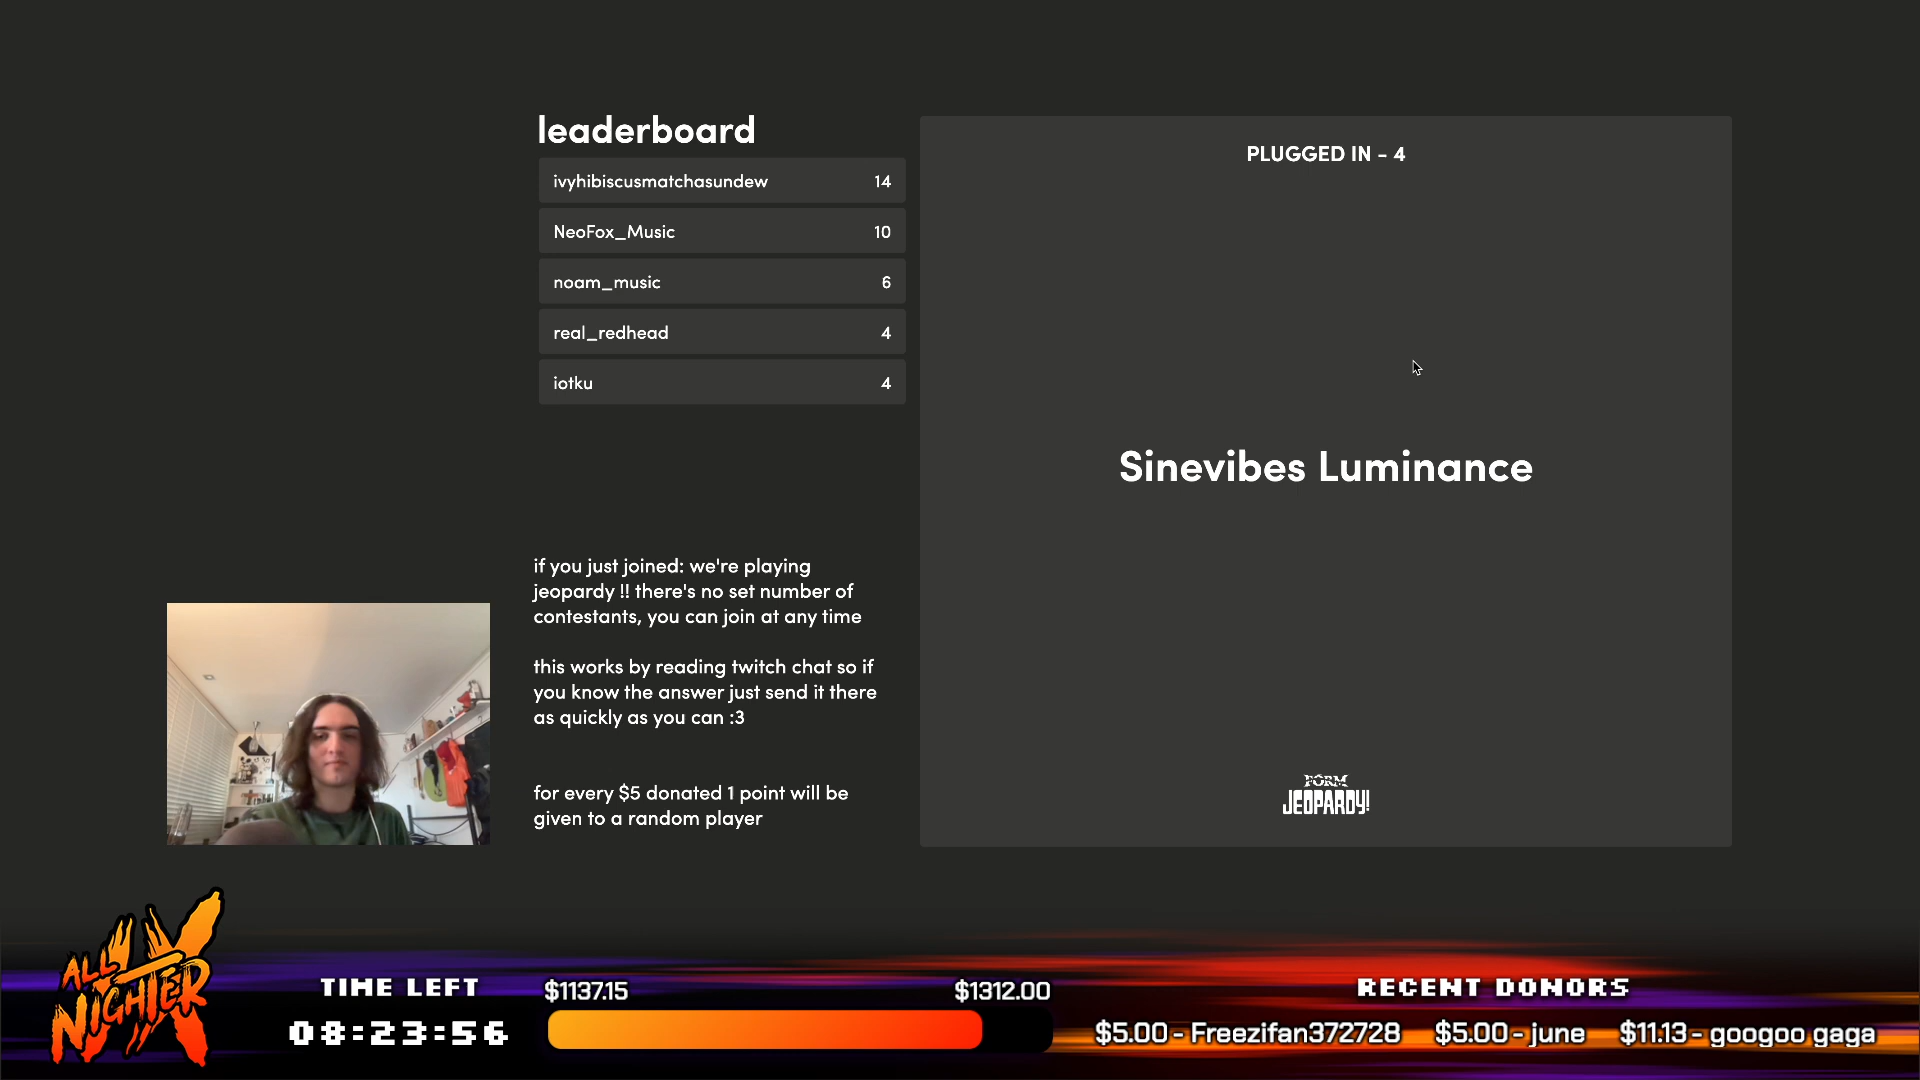 leaderboard
ivyhibiscusmatchasundew 14
NeoFox_Music 10
noam_music 6
real_redhead 4
iotku 4
PLUGGED IN - 4
Sinevibes Luminance
FORM
JEOPARDY!
if you just joined: we're playing
jeopardy !! there's no set number of
contestants, you can join at any time
this works by reading twitch chat so if
you know the answer just send it there
as quickly as you can :3
for every $5 donated 1 point will be
given to a random player
ALL
NIGHTER
X
TIME LEFT
08:23:56
$1137.15
$1312.00
RECENT DONORS
$5.00 - Freezifan372728 $5.00 - june $11.13 - googoo gaga